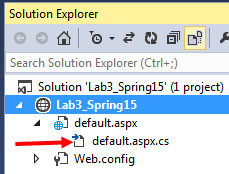 Solution Explorer
Search Solution Explorer (Ctrl+;)
Solution 'Lab3_Spring15' (1 project)
Lab3_Spring15
default.aspx
default.aspx.cs
Web.config